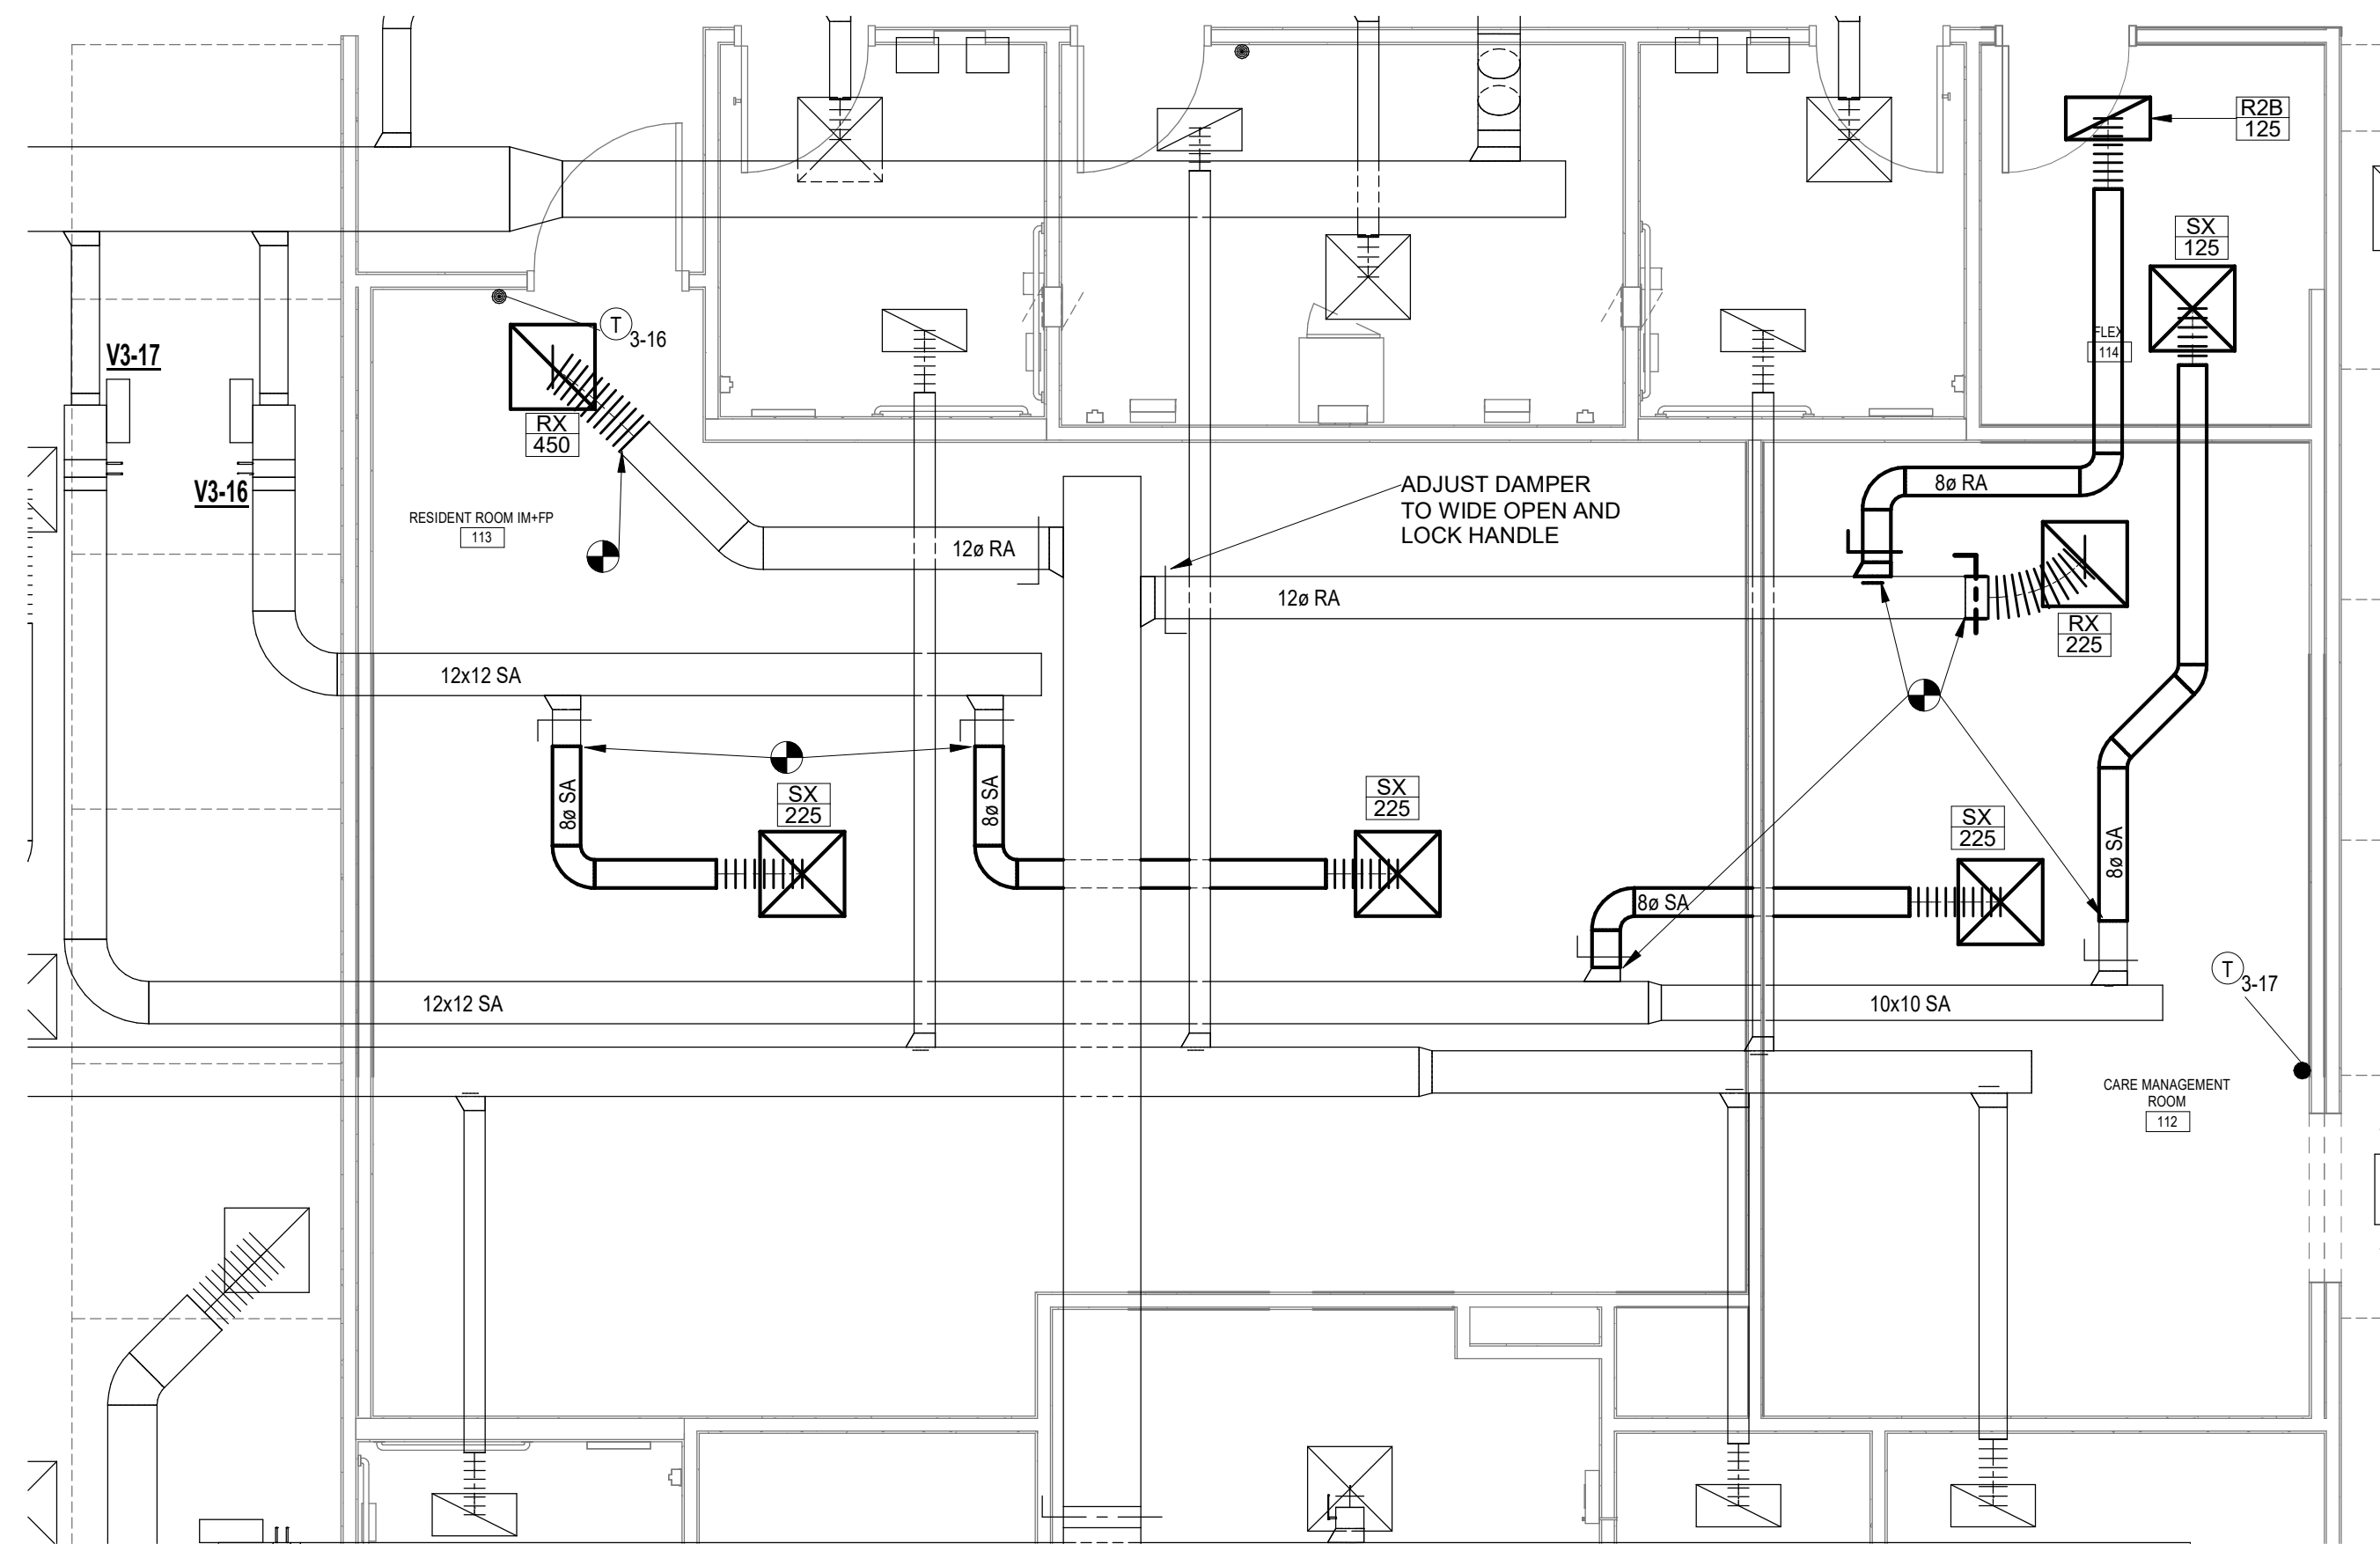 R2B
125
SX
125
V3-17
T
3-16
FLEX
114
RX
450
V3-16
RESIDENT ROOM IM+FP
113
ADJUST DAMPER
TO WIDE OPEN AND
LOCK HANDLE
8ø RA
12ø RA
12ø RA
RX
225
12x12 SA
8ø SA
SX
225
8ø SA
SX
225
SX
225
8ø SA
8ø SA
T
3-17
12x12 SA
10x10 SA
CARE MANAGEMENT
ROOM
112